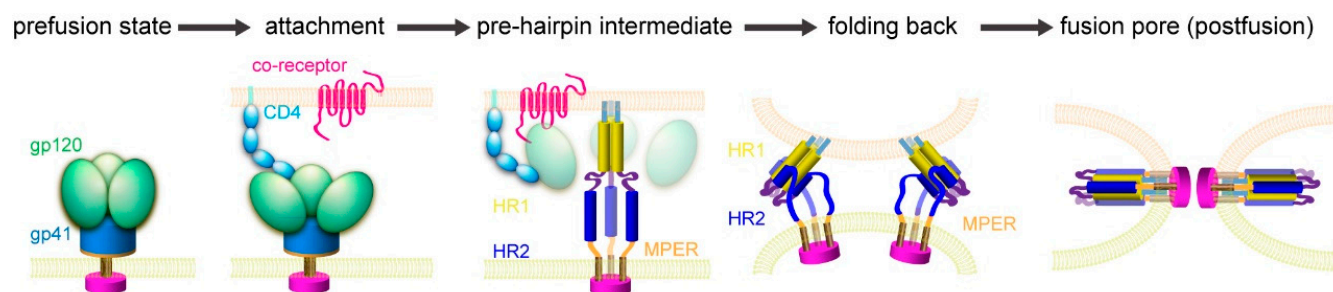 prefusion state
attachment
pre-hairpin intermediate
folding back
fusion pore (postfusion)
co-receptor
CD4
gp120
gp41
HR1
HR2
MPER
HR1
HR2
MPER